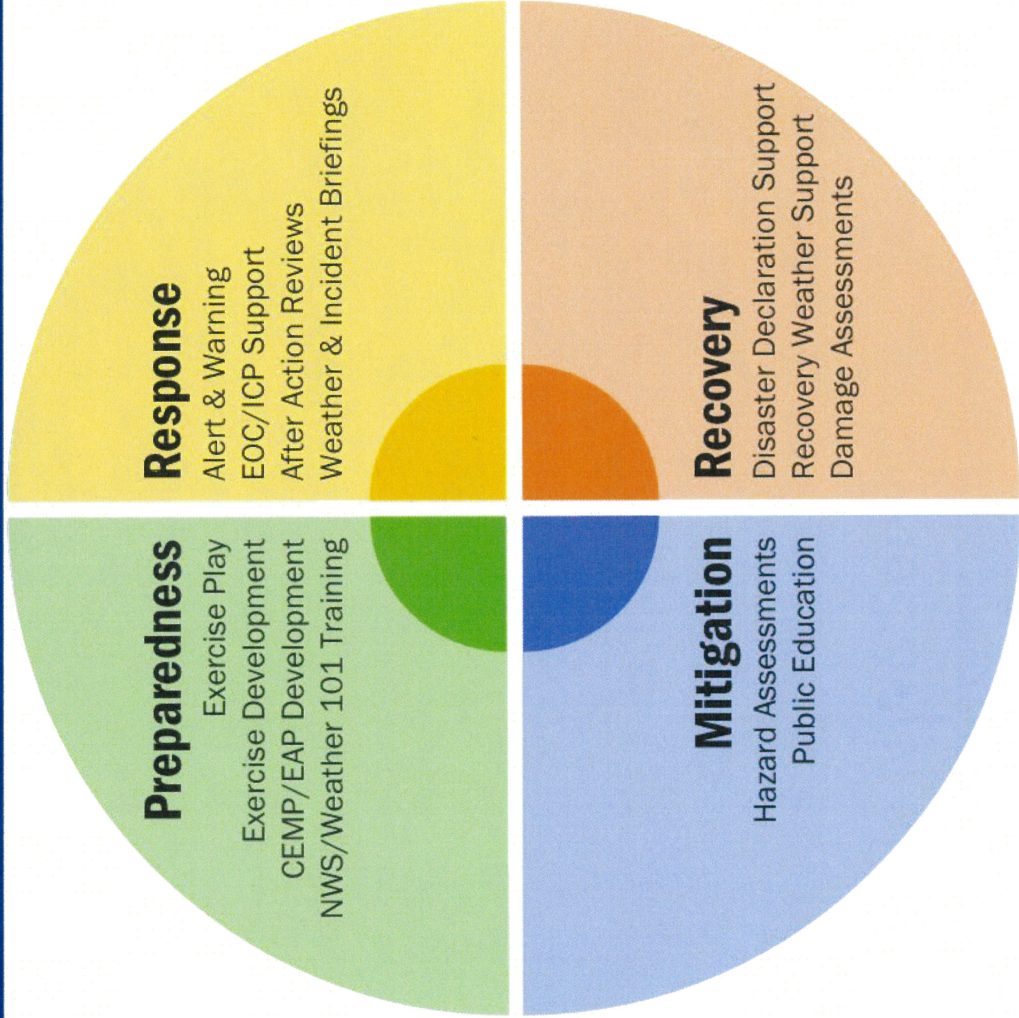 Preparedness
Exercise Play
Exercise Development
CEMP/EAP Development
NWS/Weather 101 Training
Response
Alert & Warning
EOC/ICP Support
After Action Reviews
Weather & Incident Briefings
Mitigation
Hazard Assessments
Public Education
Recovery
Disaster Declaration Support
Recovery Weather Support
Damage Assessments